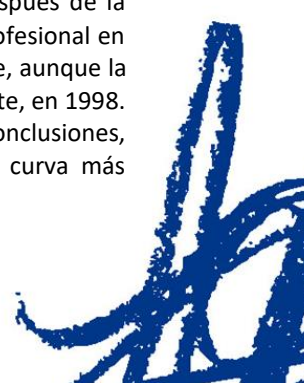 spués de la
ofesional en
e, aunque la
te, en 1998.
onclusiones,
curva más